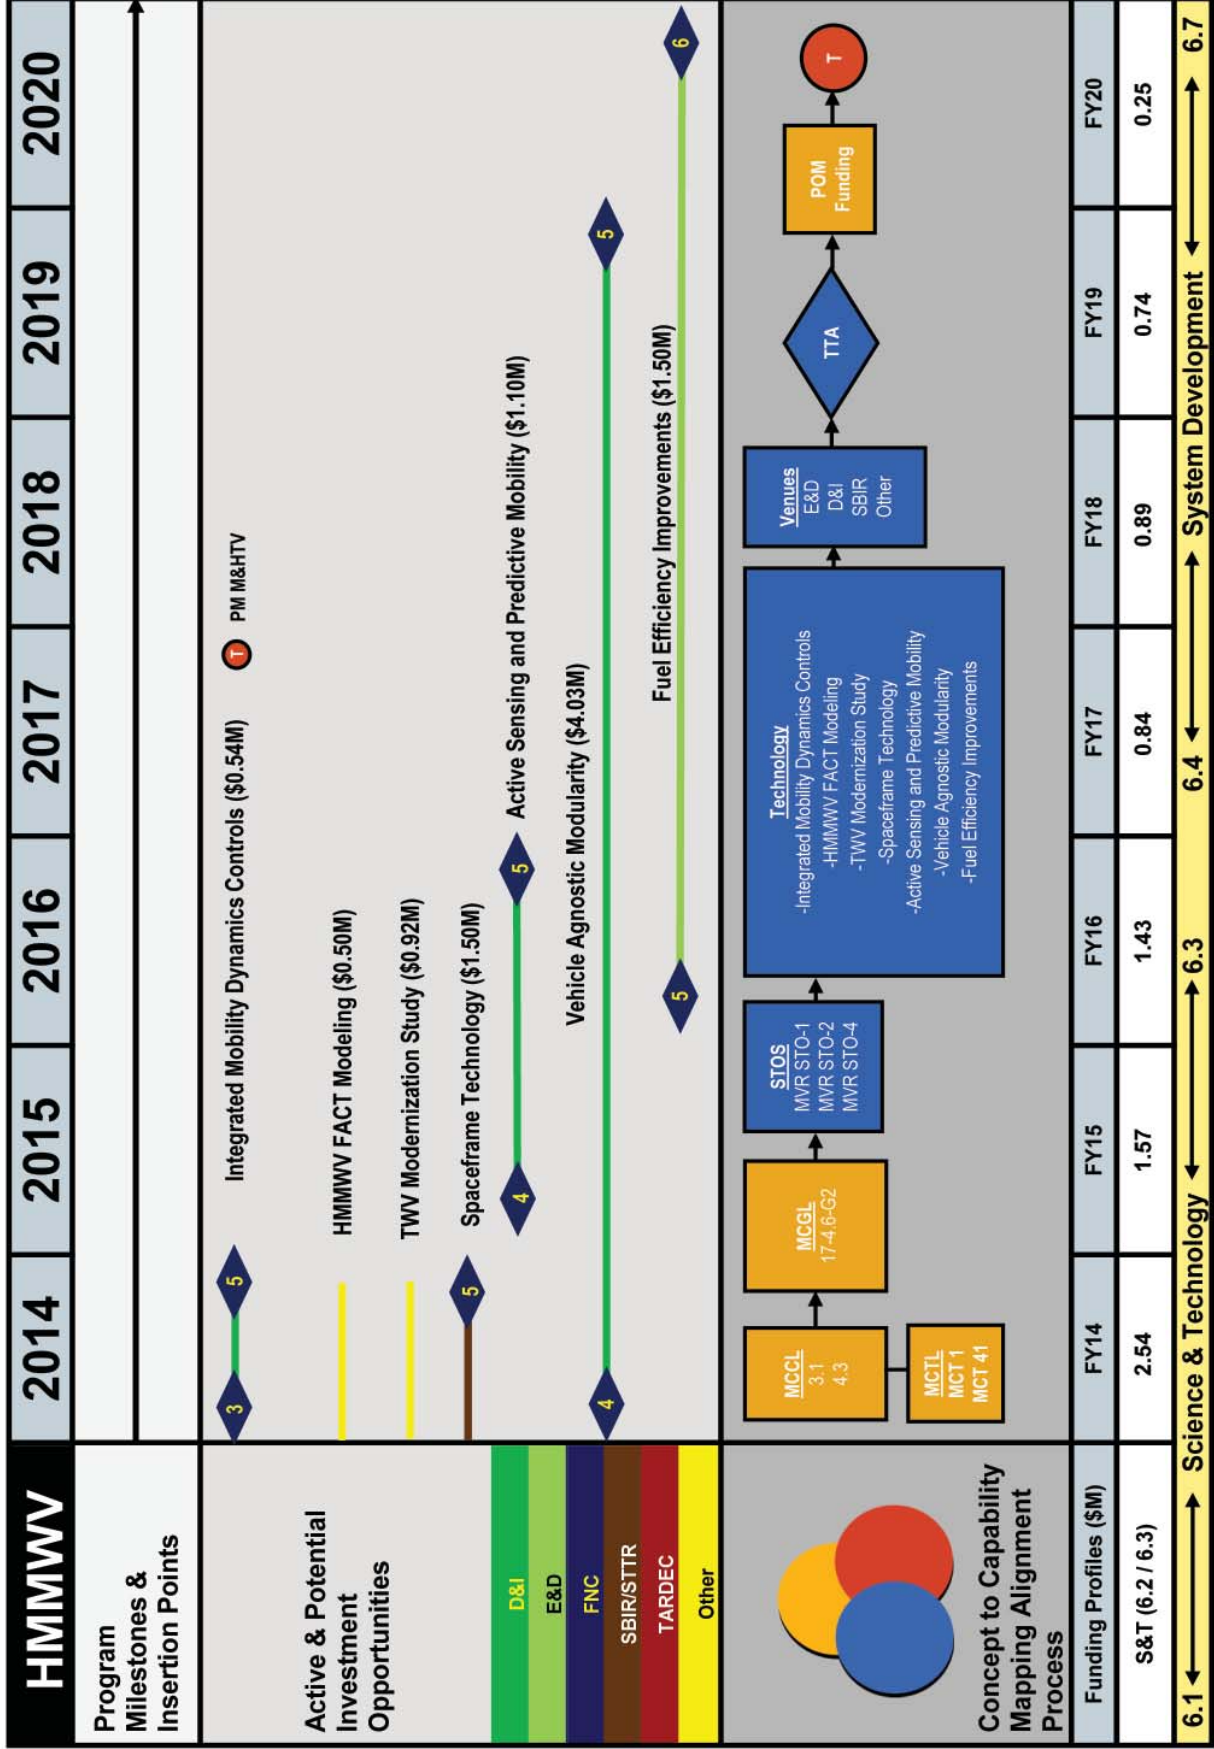 HMMWV
2014
2015
2016
2017
2018
2019
2020
Program
Milestones &
Insertion Points
Active & Potential
Investment
Opportunities
D&I
E&D
FNC
SBIR/STTR
TARDEC
Other
Integrated Mobility Dynamics Controls ($0.54M)
T
PM M&HTV
3
5
HMMWV FACT Modeling ($0.50M)
TWV Modernization Study ($0.92M)
Spaceframe Technology ($1.50M)
5
Active Sensing and Predictive Mobility ($1.10M)
4
5
Vehicle Agnostic Modularity ($4.03M)
4
5
Fuel Efficiency Improvements ($1.50M)
5
6
Concept to Capability
Mapping Alignment
Process
MCCL
3.1
4.3
MCTL
MCT 1
MCT 41
MCGL
17-4.6-G2
STOS
MVR STO-1
MVR STO-2
MVR STO-4
Technology
-Integrated Mobility Dynamics Controls
-HMMWV FACT Modeling
-TWV Modernization Study
-Spaceframe Technology
-Active Sensing and Predictive Mobility
-Vehicle Agnostic Modularity
-Fuel Efficiency Improvements
Venues
E&D
D&I
SBIR
Other
TTA
POM
Funding
T
Funding Profiles ($M)
FY14
FY15
FY16
FY17
FY18
FY19
FY20
S&T (6.2 / 6.3)
2.54
1.57
1.43
0.84
0.89
0.74
0.25
6.1
Science & Technology
6.3
6.4
System Development
6.7